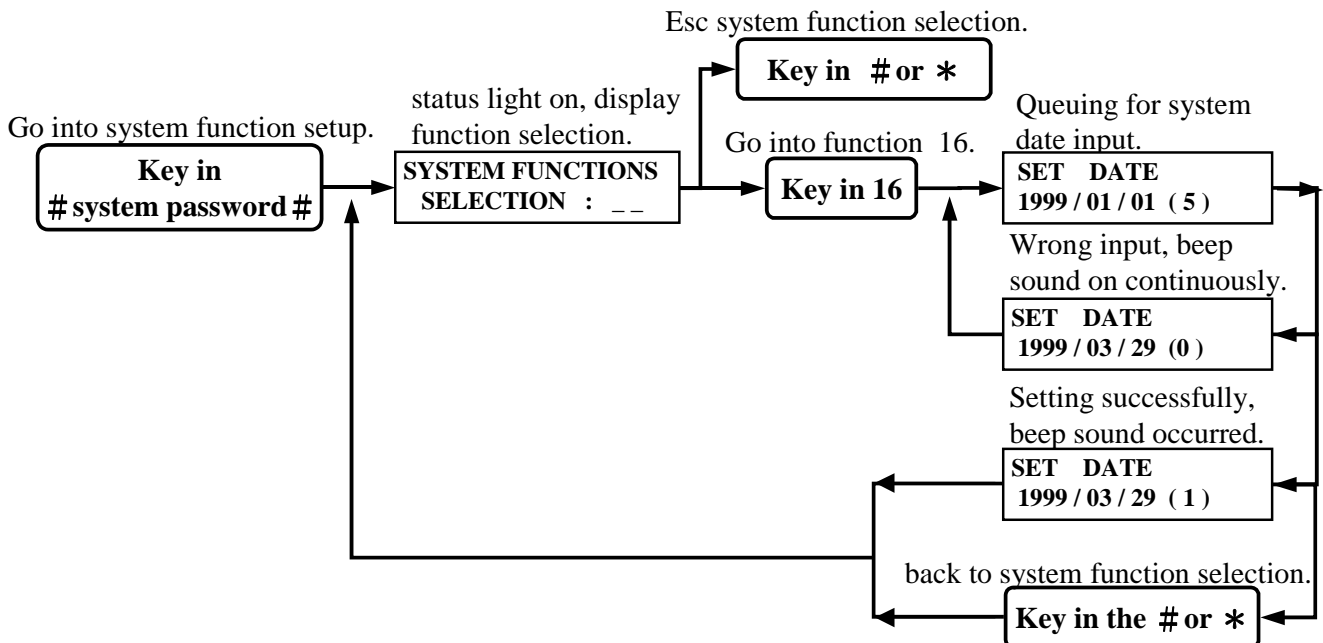 Esc system function selection.
Key in # or *
status light on, display
function selection.
Go into system function setup.
Key in
# system password #
SYSTEM FUNCTIONS
SELECTION : _ _
Go into function 16.
Key in 16
Queuing for system
date input.
SET DATE
1999 / 01 / 01 ( 5 )
Wrong input, beep
sound on continuously.
SET DATE
1999 / 03 / 29 (0 )
Setting successfully,
beep sound occurred.
SET DATE
1999 / 03 / 29 ( 1 )
back to system function selection.
Key in the # or *